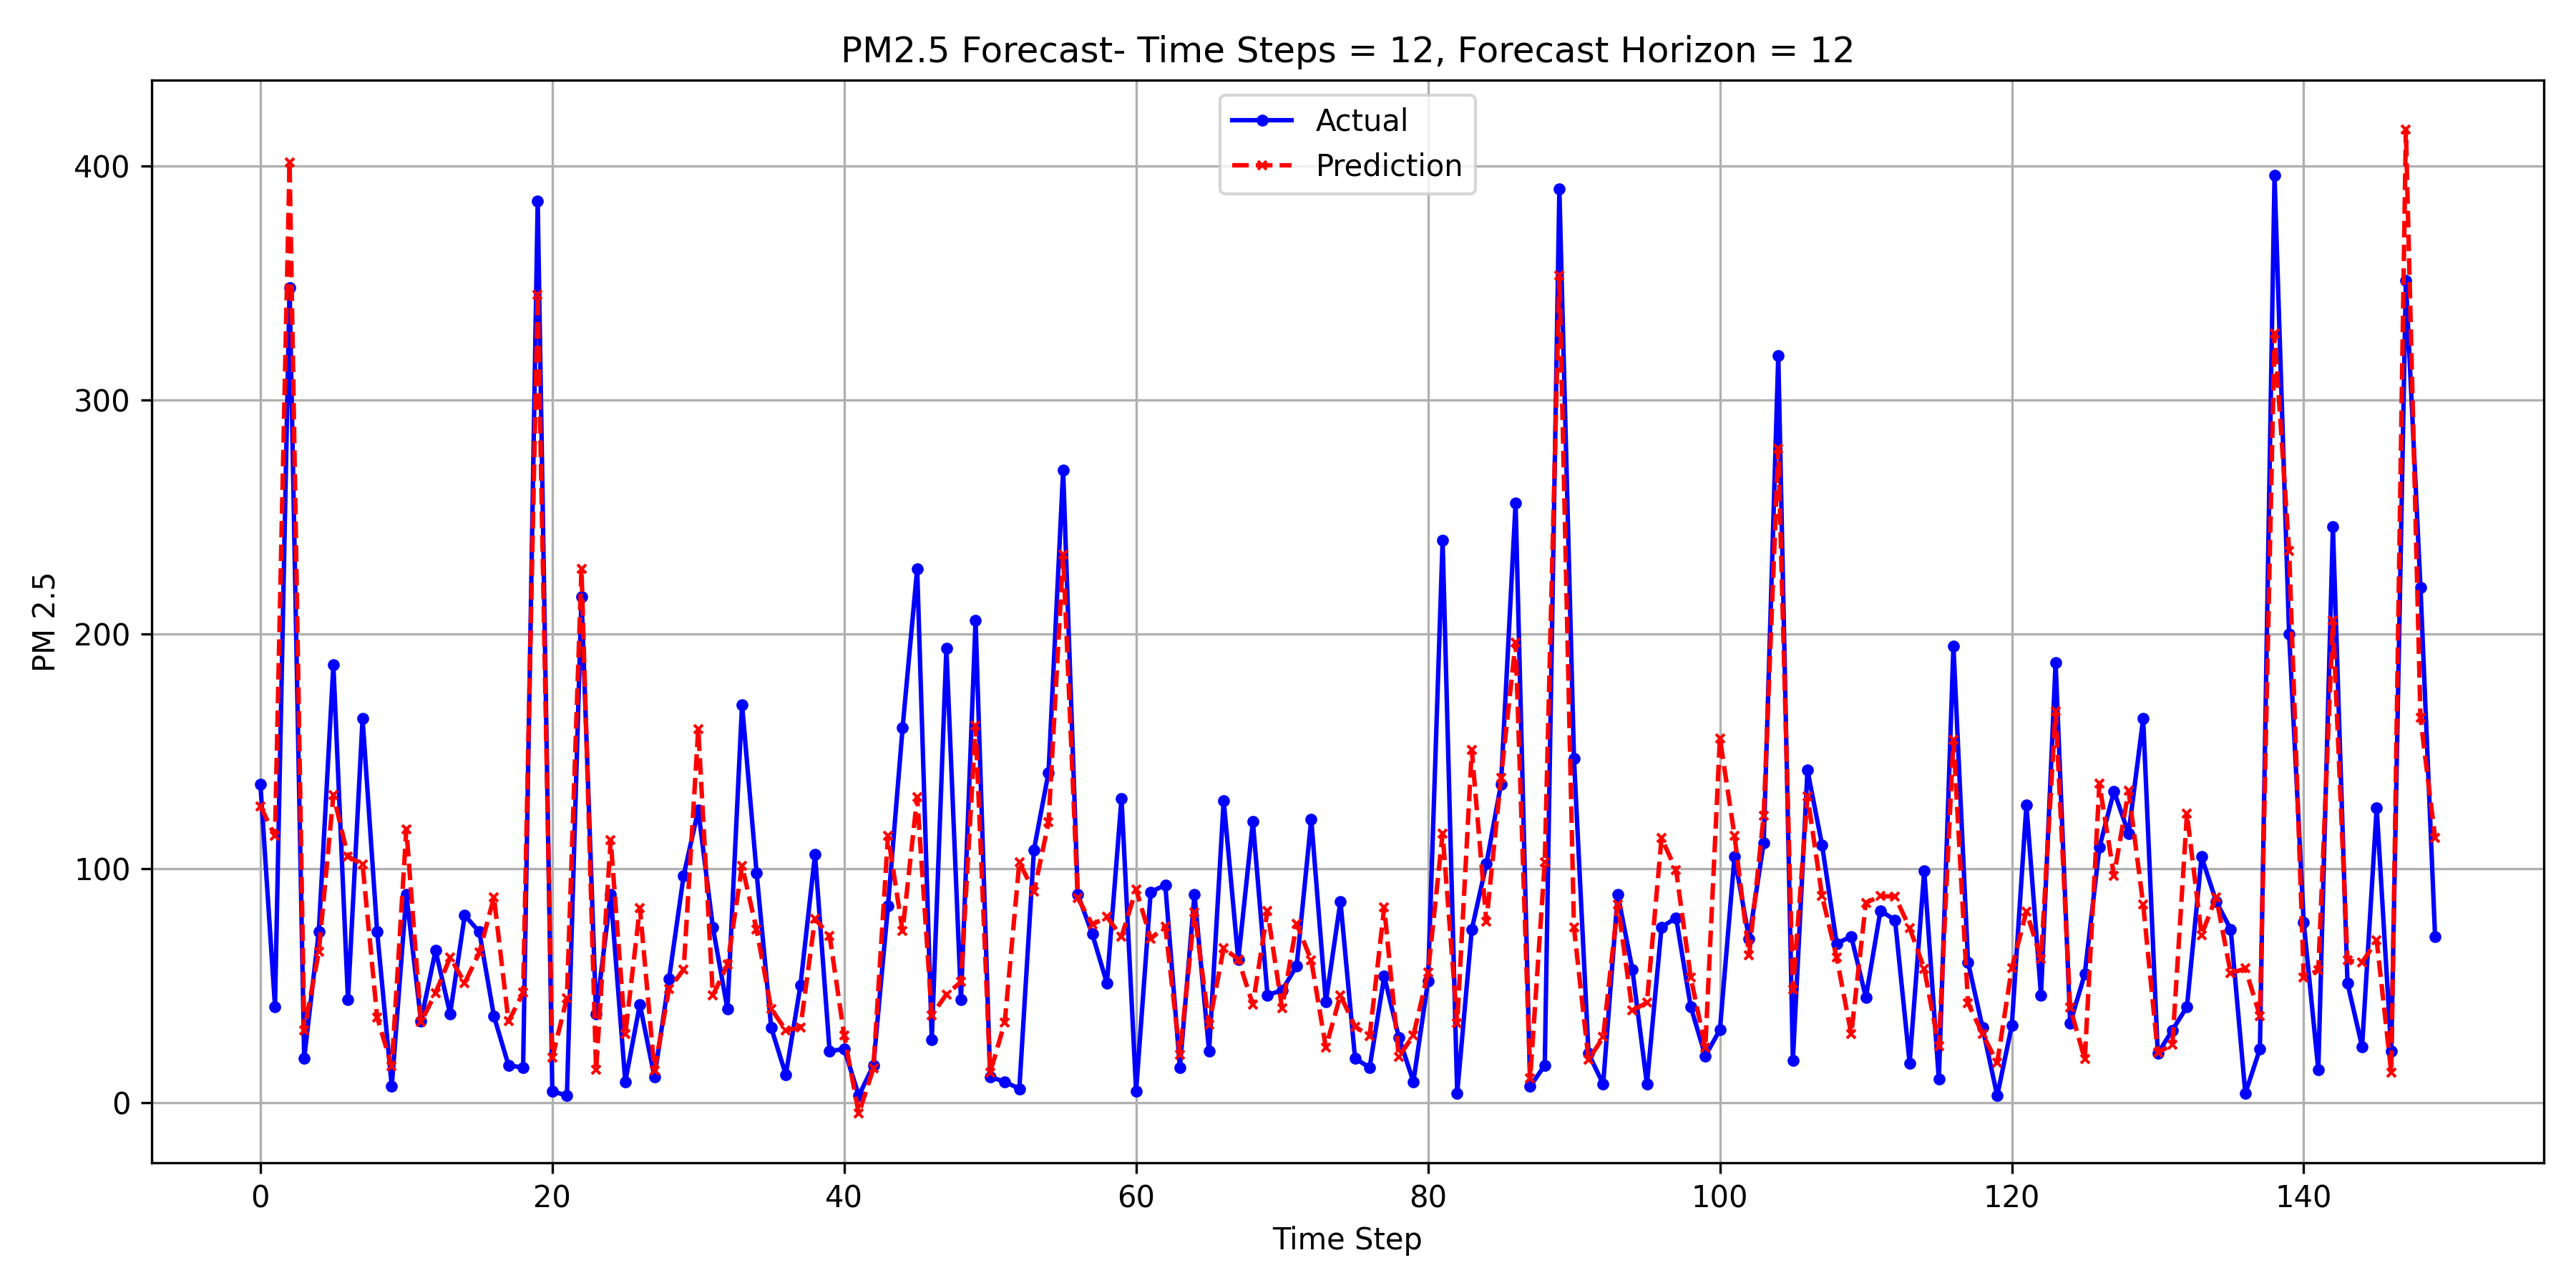 PM2.5 Forecast- Time Steps = 12, Forecast Horizon = 12
Actual
Prediction
400
300
200
100
0
PM 2.5
0 20 40 60 80 100 120 140
Time Step